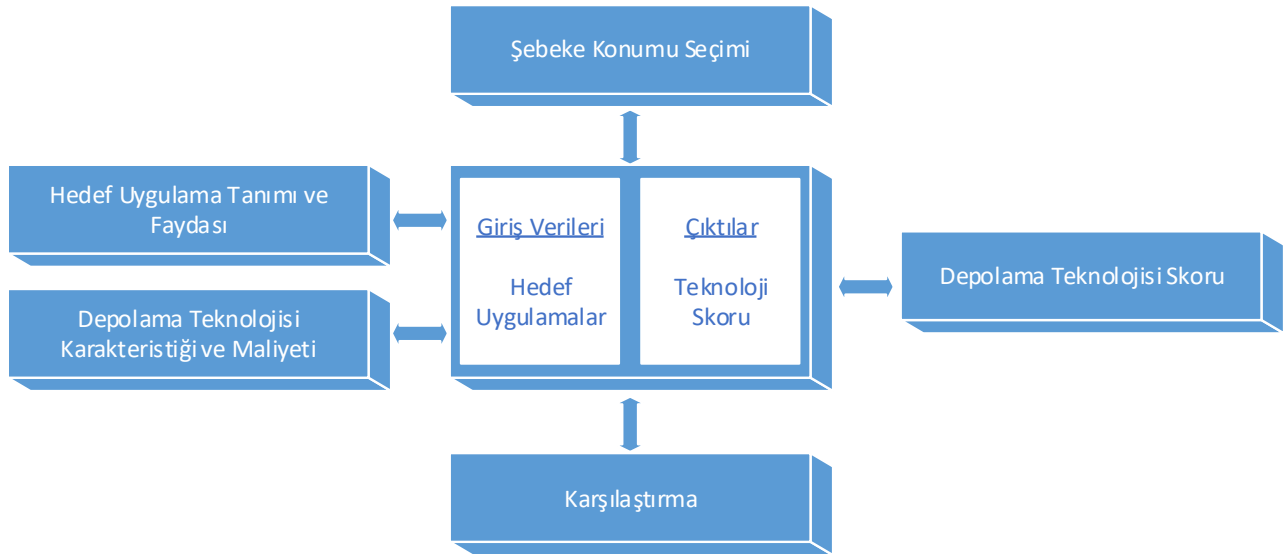 Şebeke Konumu Seçimi
Hedef Uygulama Tanımı ve
Faydası
Depolama Teknolojisi
Karakteristiği ve Maliyeti
Giriş Verileri
Hedef
Uygulamalar
Çıktılar
Teknoloji
Skoru
Depolama Teknolojisi Skoru
Karşılaştırma